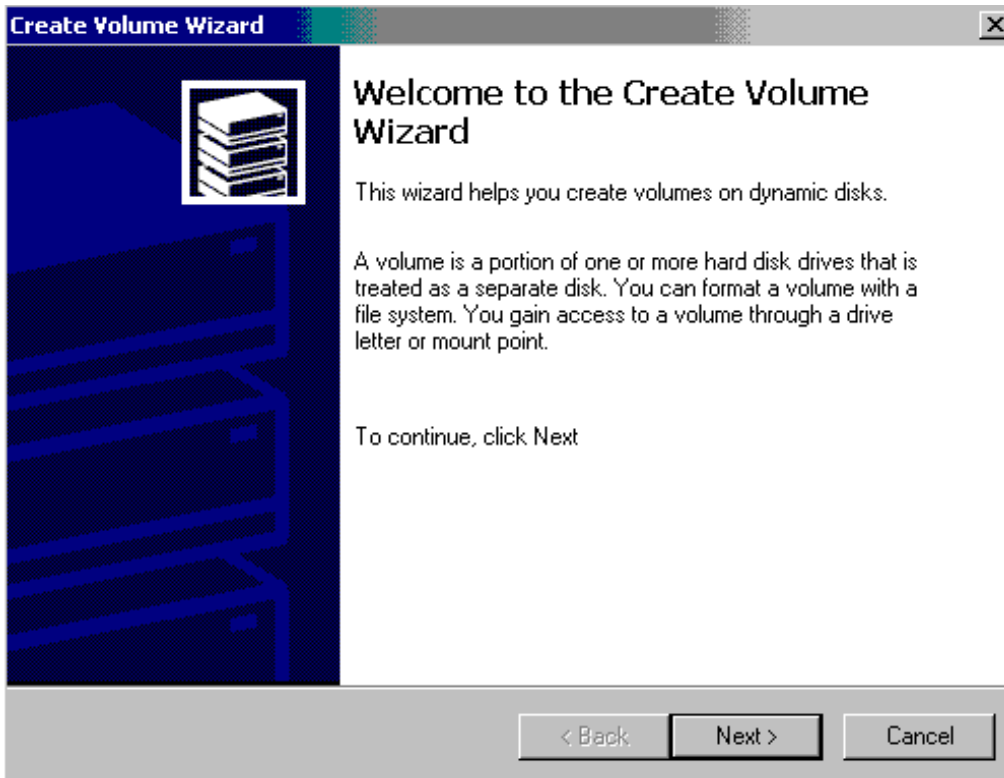 Create Volume Wizard
Welcome to the Create Volume
Wizard
This wizard helps you create volumes on dynamic disks.
A volume is a portion of one or more hard disk drives that is
treated as a separate disk. You can format a volume with a
file system. You gain access to a volume through a drive
letter or mount point.
To continue, click Next
< Back
Next >
Cancel